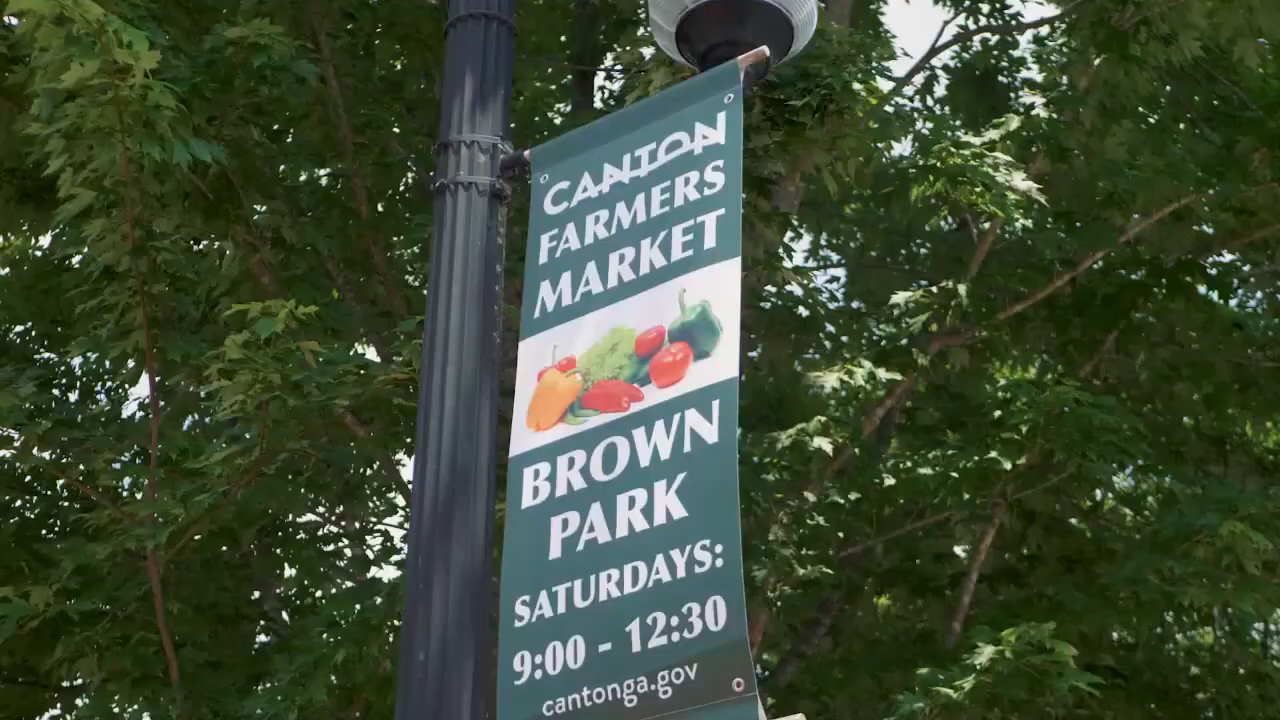 CANTON
FARMERS
MARKET
BROWN
PARK
SATURDAYS:
9:00 - 12:30
cantonga.gov